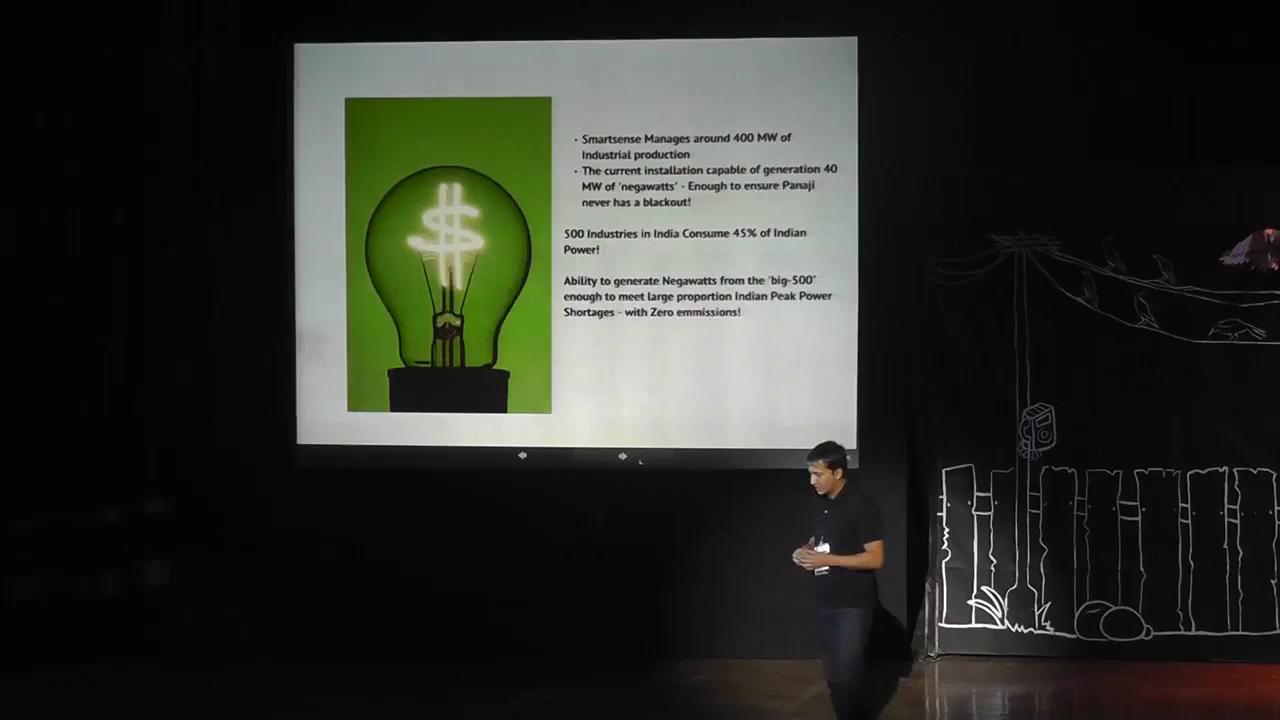 • Smartsense Manages around 400 MW of
Industrial production
• The current installation capable of generation 40
MW of 'negawatts' - Enough to ensure Panaji
never has a blackout!
500 Industries in India Consume 45% of Indian
Power!
Ability to generate Negawatts from the 'big-500'
enough to meet large proportion Indian Peak Power
Shortages - with Zero emmissions!
$